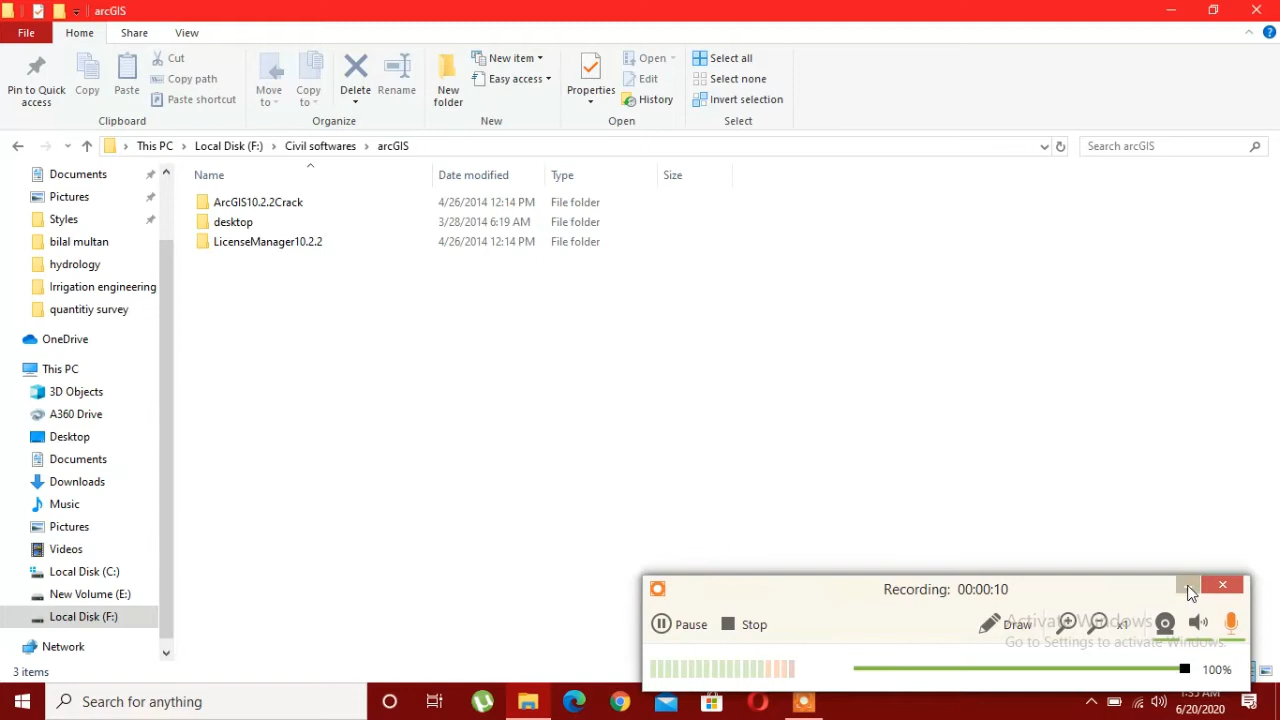 arcGIS
File Home Share View
Pin to Quick access
Copy
Paste
Cut
Copy path
Paste shortcut
Clipboard
Move to
Copy to
Delete
Rename
Organize
New folder
New item
Easy access
New
Properties
Open
Edit
History
Open
Select all
Select none
Invert selection
Select
This PC Local Disk (F:) Civil softwares arcGIS
Search arcGIS
Name Date modified Type Size
ArcGIS10.2.2Crack 4/26/2014 12:14 PM File folder
desktop 3/28/2014 6:19 AM File folder
LicenseManager10.2.2 4/26/2014 12:14 PM File folder
Documents
Pictures
Styles
bilal multan
hydrology
Irrigation engineering
quantitiy survey
OneDrive
This PC
3D Objects
A360 Drive
Desktop
Documents
Downloads
Music
Pictures
Videos
Local Disk (C:)
New Volume (E:)
Local Disk (F:)
Network
3 items
Recording: 00:00:10
Pause Stop Draw x1
Activate Windows
Go to Settings to activate Windows.
100%
Search for anything
1:35 AM
6/20/2020